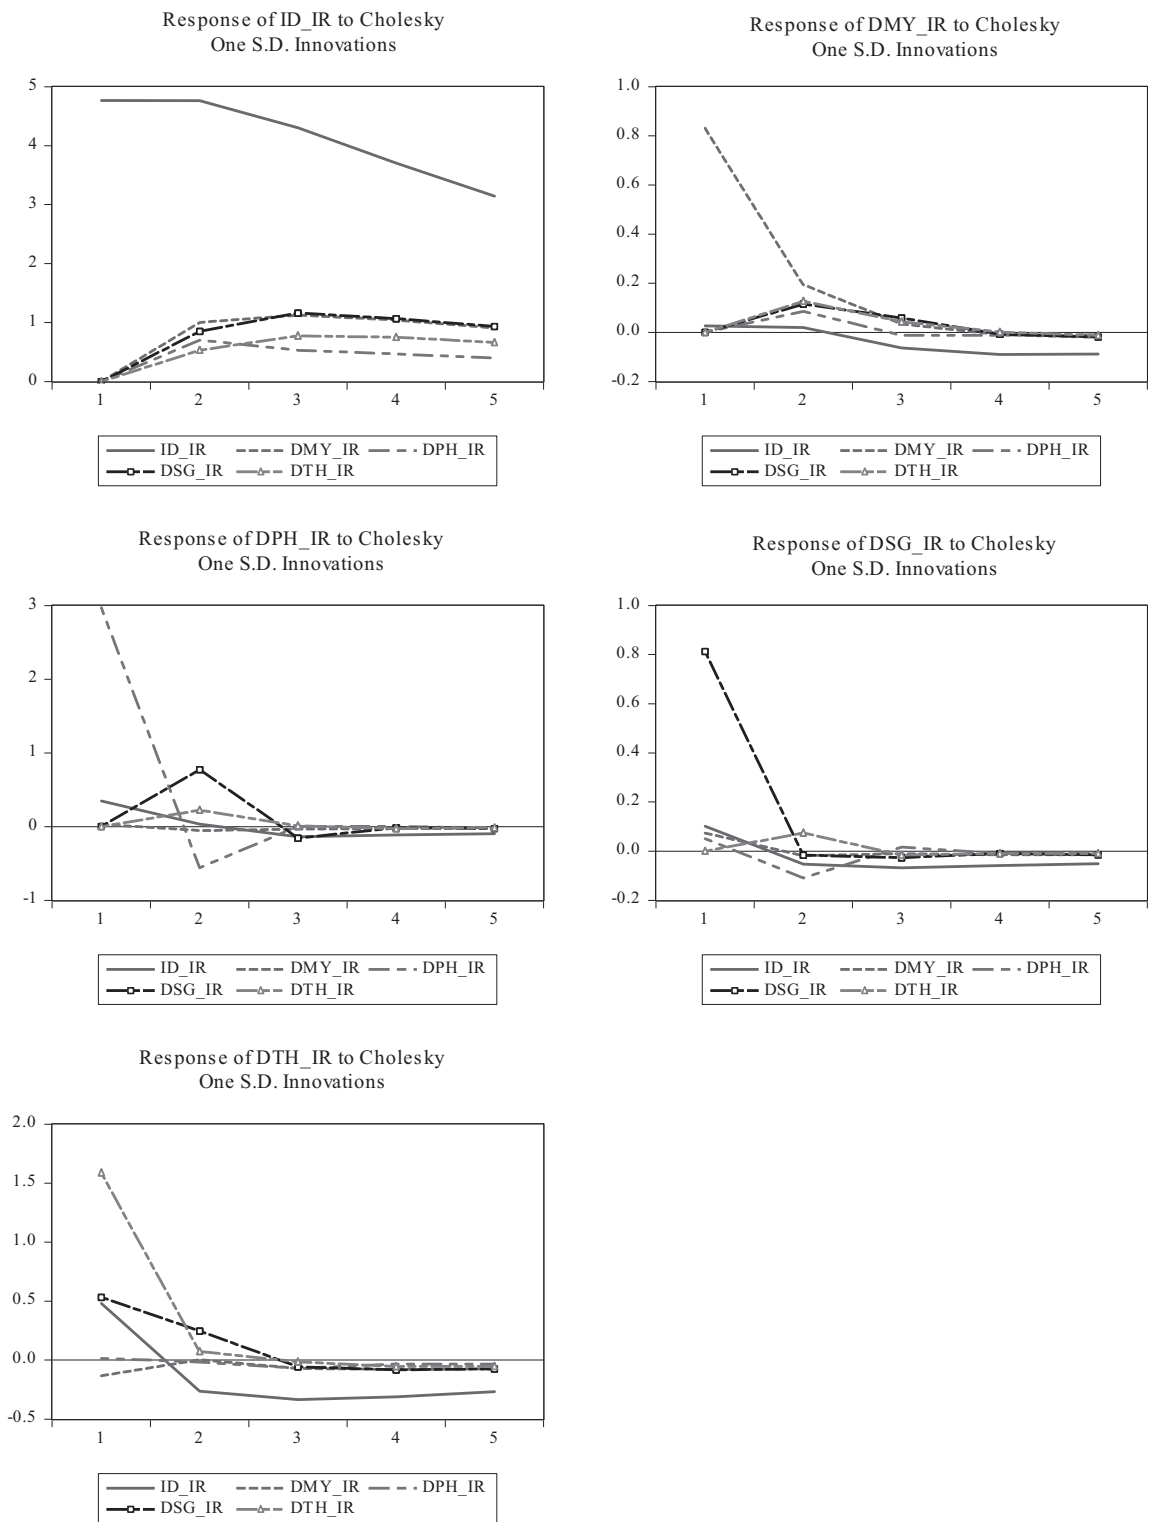 Response of ID_IR to Cholesky
One S.D. Innovations
5
4
3
2
1
0
1 2 3 4 5
ID_IR DMY_IR DPH_IR
DSG_IR DTH_IR
Response of DMY_IR to Cholesky
One S.D. Innovations
1.0
0.8
0.6
0.4
0.2
0.0
-0.2
1 2 3 4 5
ID_IR DMY_IR DPH_IR
DSG_IR DTH_IR
Response of DPH_IR to Cholesky
One S.D. Innovations
3
2
1
0
-1
1 2 3 4 5
ID_IR DMY_IR DPH_IR
DSG_IR DTH_IR
Response of DSG_IR to Cholesky
One S.D. Innovations
1.0
0.8
0.6
0.4
0.2
0.0
-0.2
1 2 3 4 5
ID_IR DMY_IR DPH_IR
DSG_IR DTH_IR
Response of DTH_IR to Cholesky
One S.D. Innovations
2.0
1.5
1.0
0.5
0.0
-0.5
1 2 3 4 5
ID_IR DMY_IR DPH_IR
DSG_IR DTH_IR